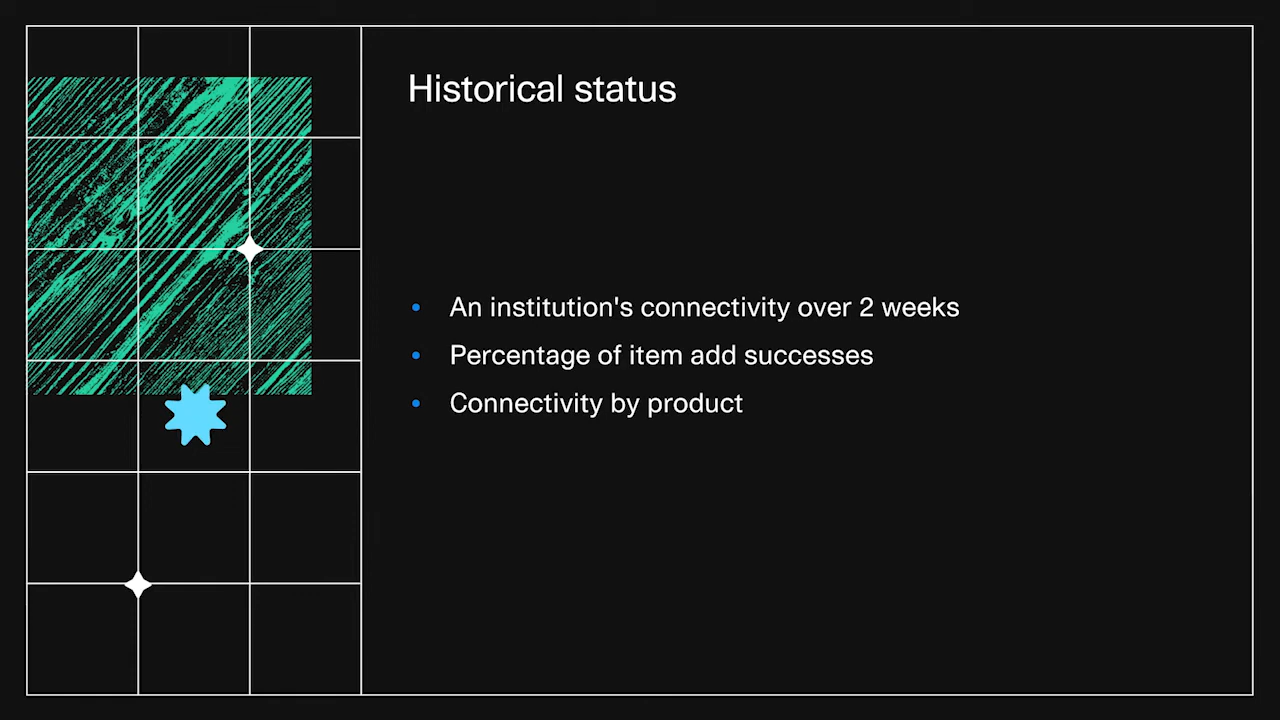 Historical status
• An institution's connectivity over 2 weeks
• Percentage of item add successes
• Connectivity by product